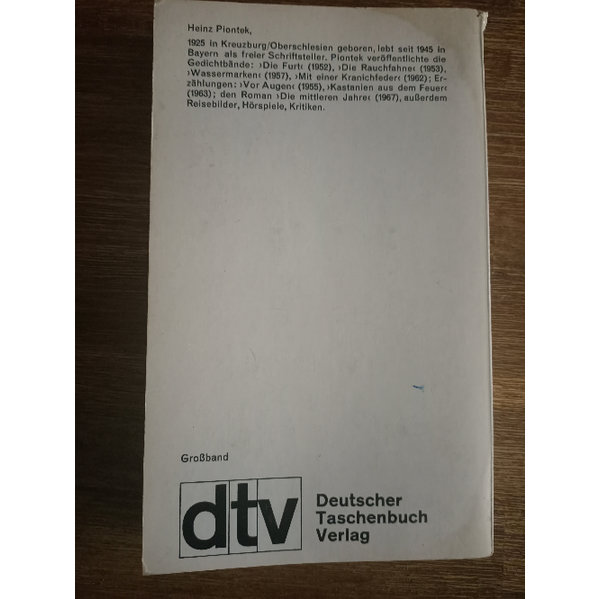 Heinz Piontek,
1925 in Kreuzburg/Oberschlesien geboren, lebt seit 1945 in
Bayern als freier Schriftsteller. Piontek veröffentlichte die
Gedichtbände: ›Die Furt‹ (1952), ›Die Rauchfahne‹ (1953),
›Wassermarken‹ (1957), ›Mit einer Kranichfeder‹ (1962); Er-
zählungen: ›Vor Augen‹ (1955), ›Kastanien aus dem Feuer‹
(1963); den Roman ›Die mittleren Jahre‹ (1967), außerdem
Reisebilder, Hörspiele, Kritiken.
Großband
dtv
Deutscher
Taschenbuch
Verlag